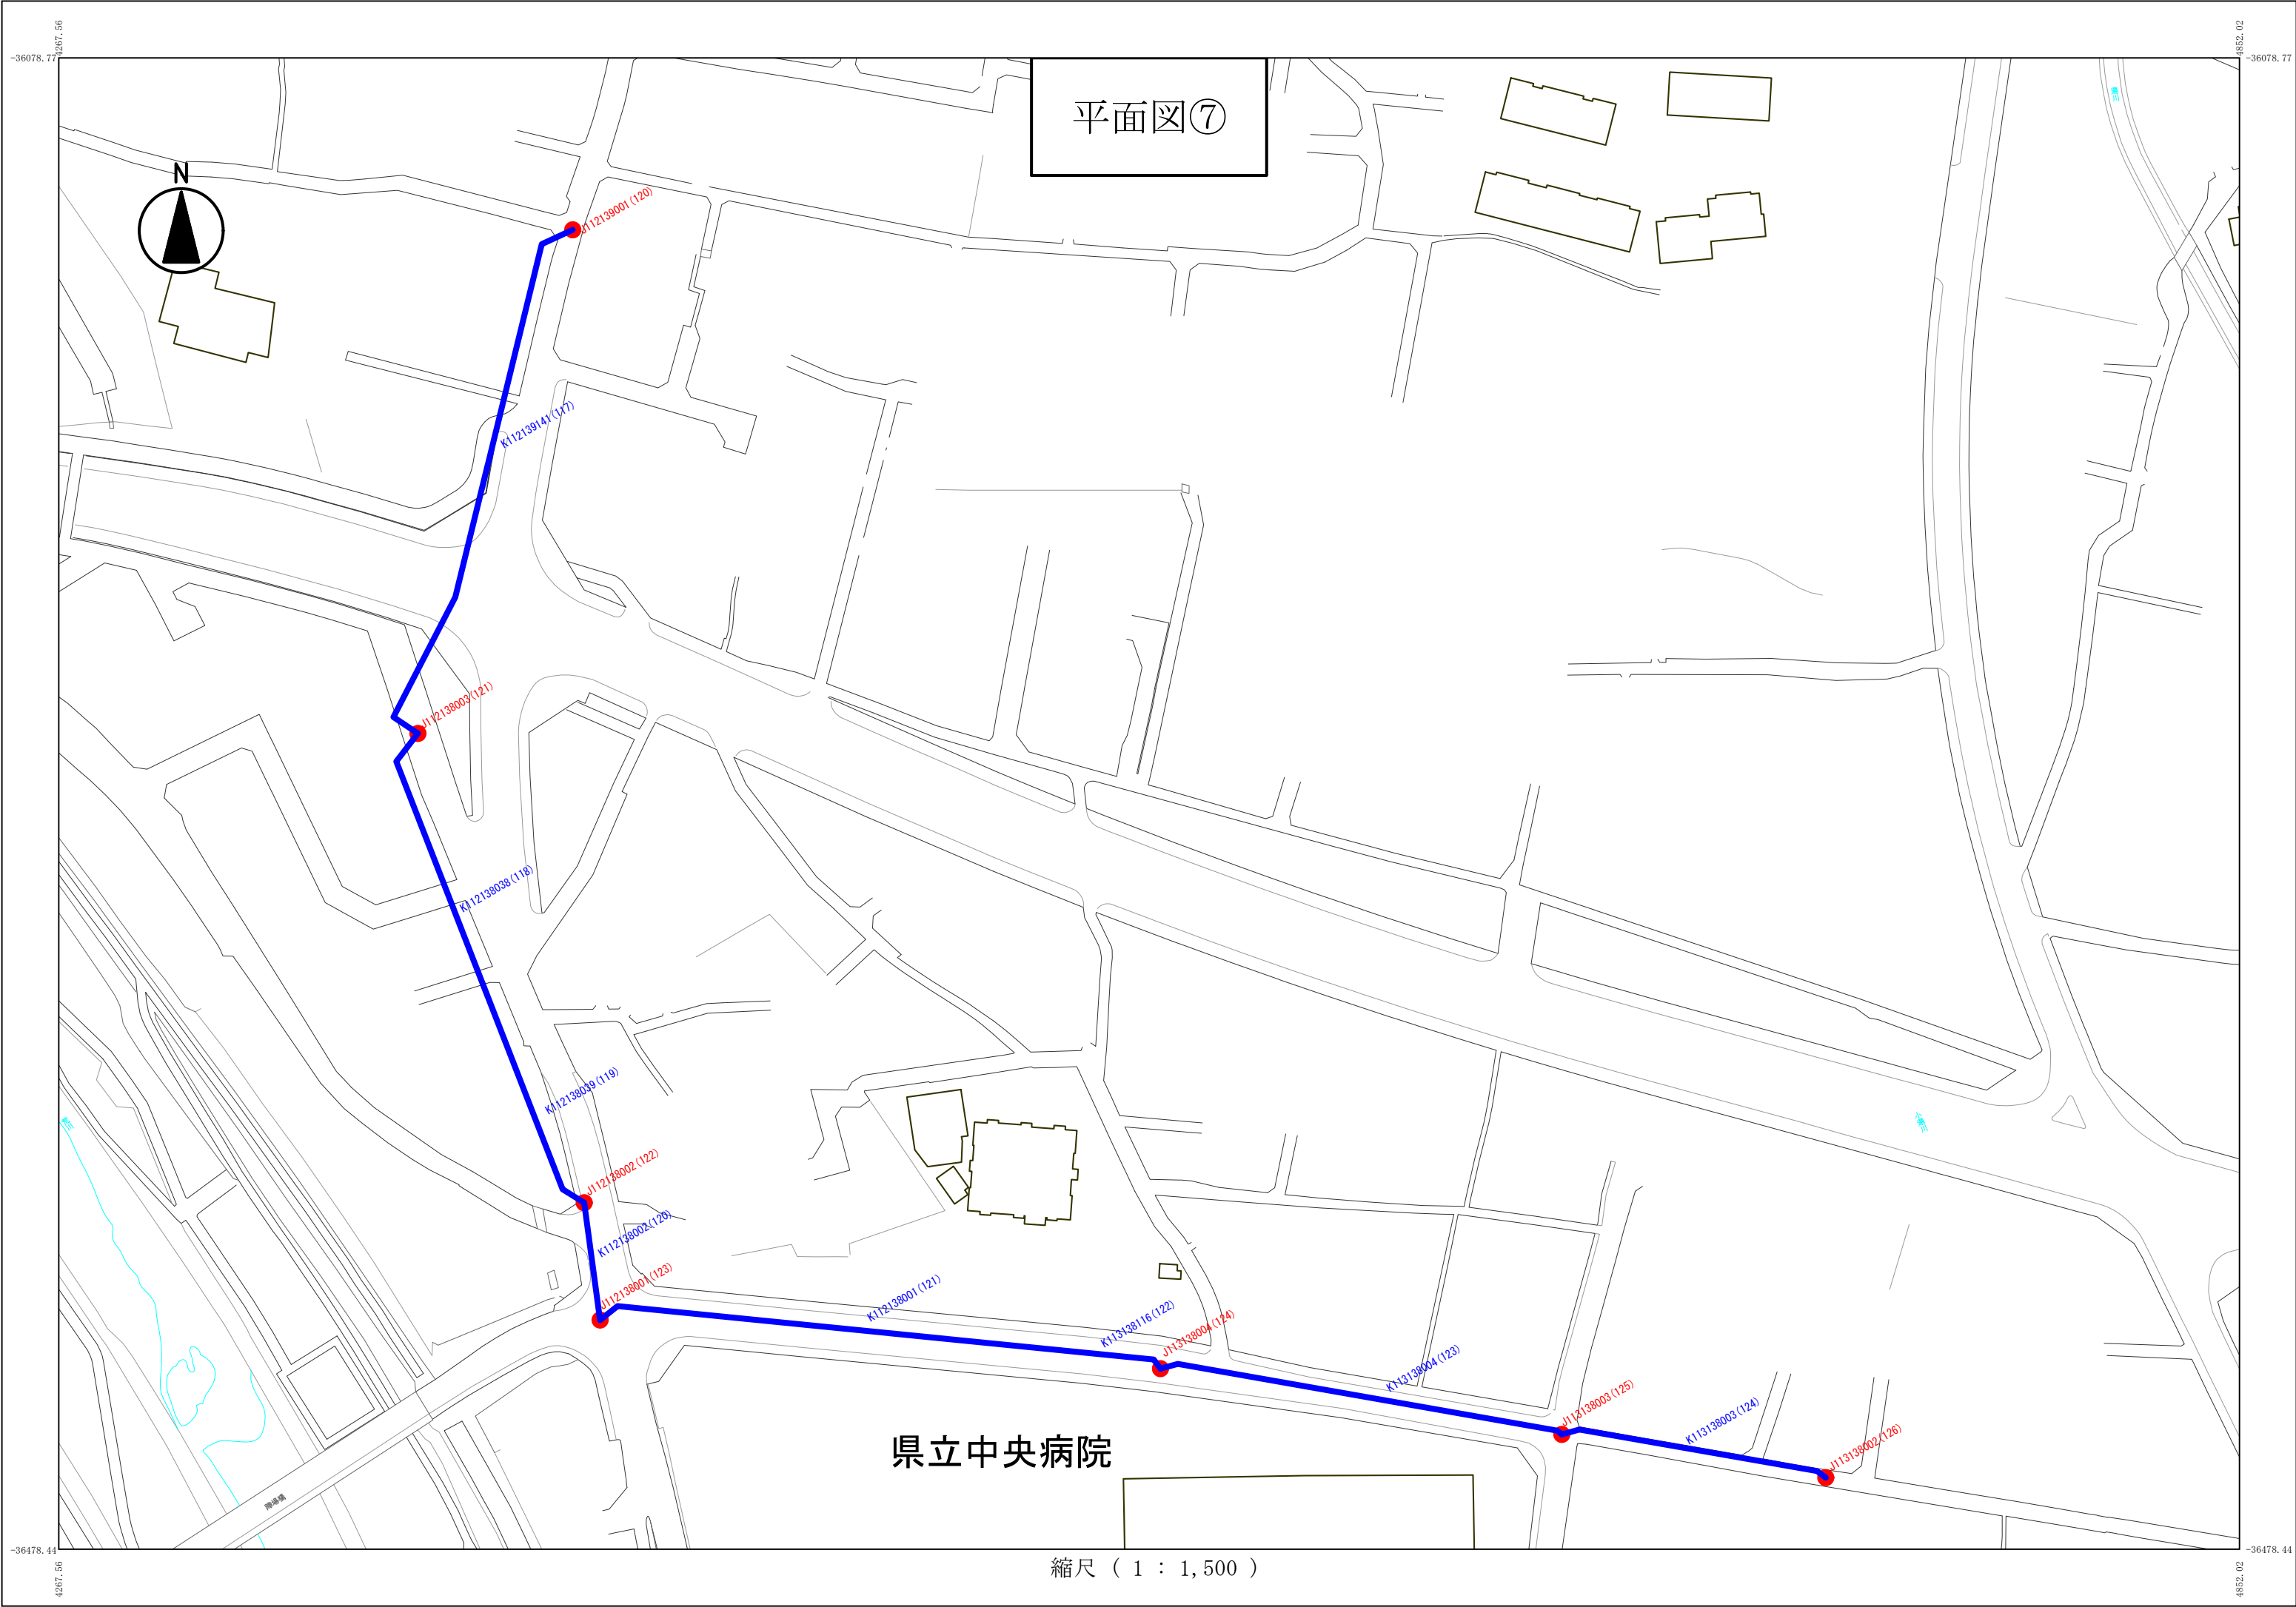 4267.56
4852.02
-36078.77
-36078.77
平面図⑦
N
J112139001(120)
K112139141(117)
J112138003(121)
K112138038(118)
K112138039(119)
J112138002(122)
K112138002(120)
J112138001(123)
K112138001(121)
K113138116(122)
J113138004(124)
K113138004(123)
J113138003(125)
K113138003(124)
J113138002(126)
県立中央病院
-36478.44
-36478.44
縮尺 ( 1 : 1,500 )
4267.56
4852.02